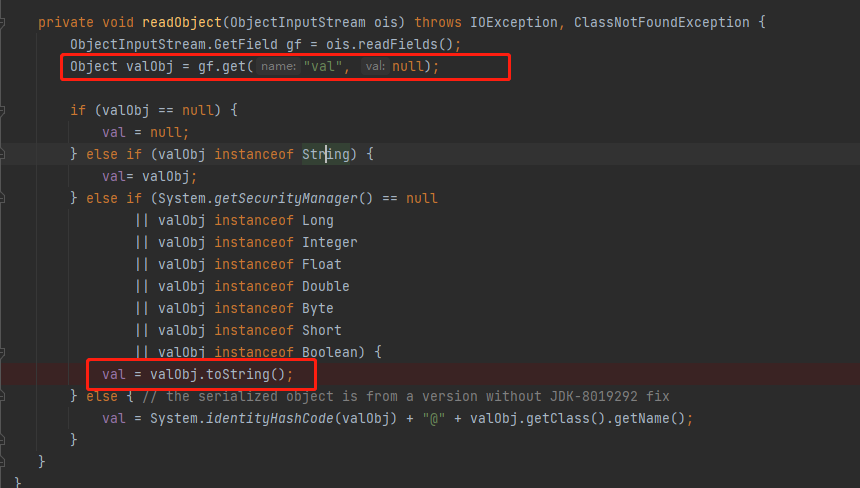 private void readObject(ObjectInputStream ois) throws IOException, ClassNotFoundException {
ObjectInputStream.GetField gf = ois.readFields();
Object valObj = gf.get( name: "val", val: null);
if (valObj == null) {
val = null;
} else if (valObj instanceof String) {
val= valObj;
} else if (System.getSecurityManager() == null
|| valObj instanceof Long
|| valObj instanceof Integer
|| valObj instanceof Float
|| valObj instanceof Double
|| valObj instanceof Byte
|| valObj instanceof Short
|| valObj instanceof Boolean) {
val = valObj.toString();
} else { // the serialized object is from a version without JDK-8019292 fix
val = System.identityHashCode(valObj) + "@" + valObj.getClass().getName();
}
}
}